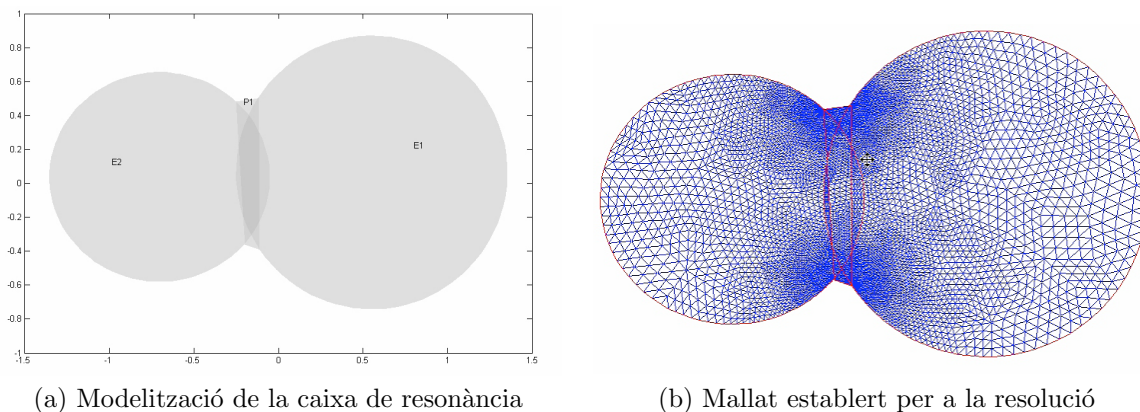 1
0.8
0.6
0.4
0.2
0
-0.2
-0.4
-0.6
-0.8
-1
-1.5 -1 -0.5 0 0.5 1 1.5
P1
E1
E2
(a) Modelització de la caixa de resonància
(b) Mallat establert per a la resolució